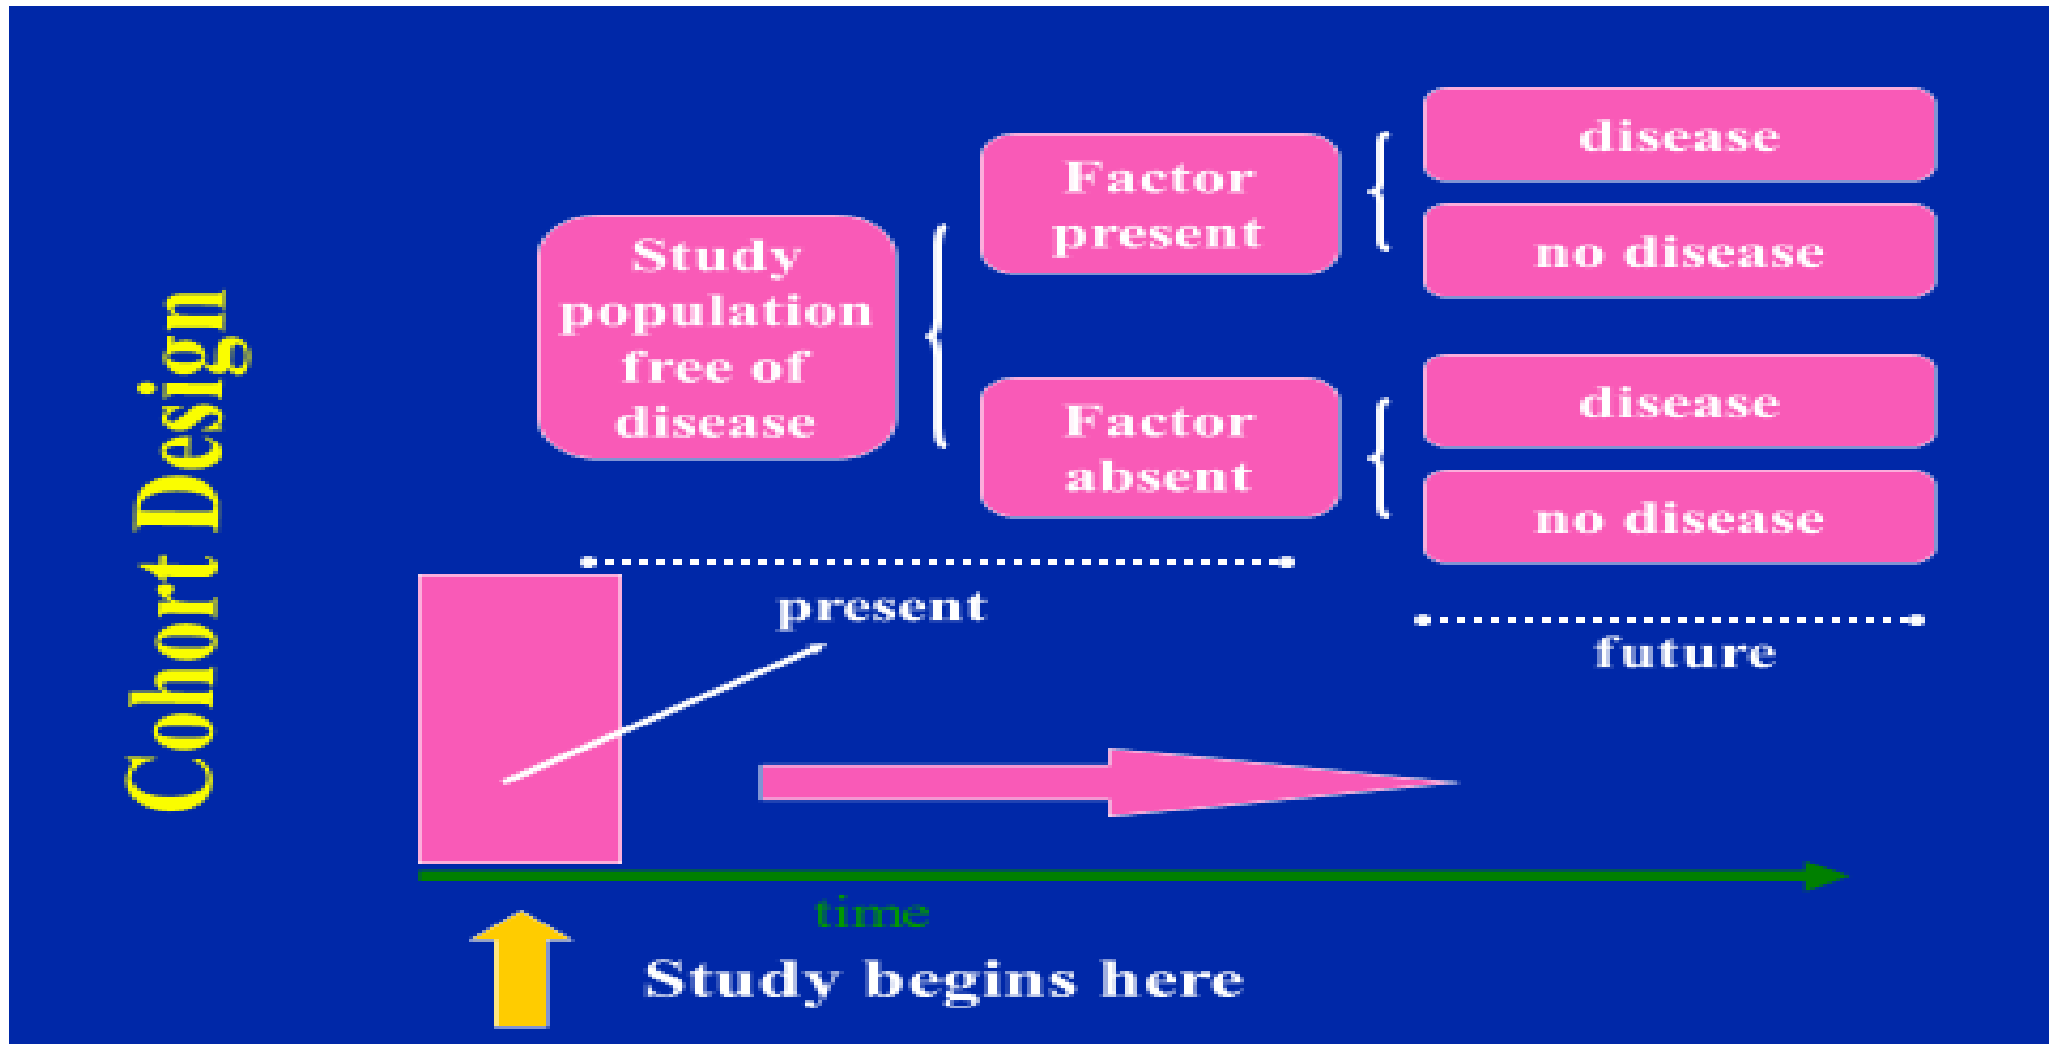 Cohort Design
Study
population
free of
disease
Factor
present
Factor
absent
disease
no disease
disease
no disease
present
future
time
Study begins here